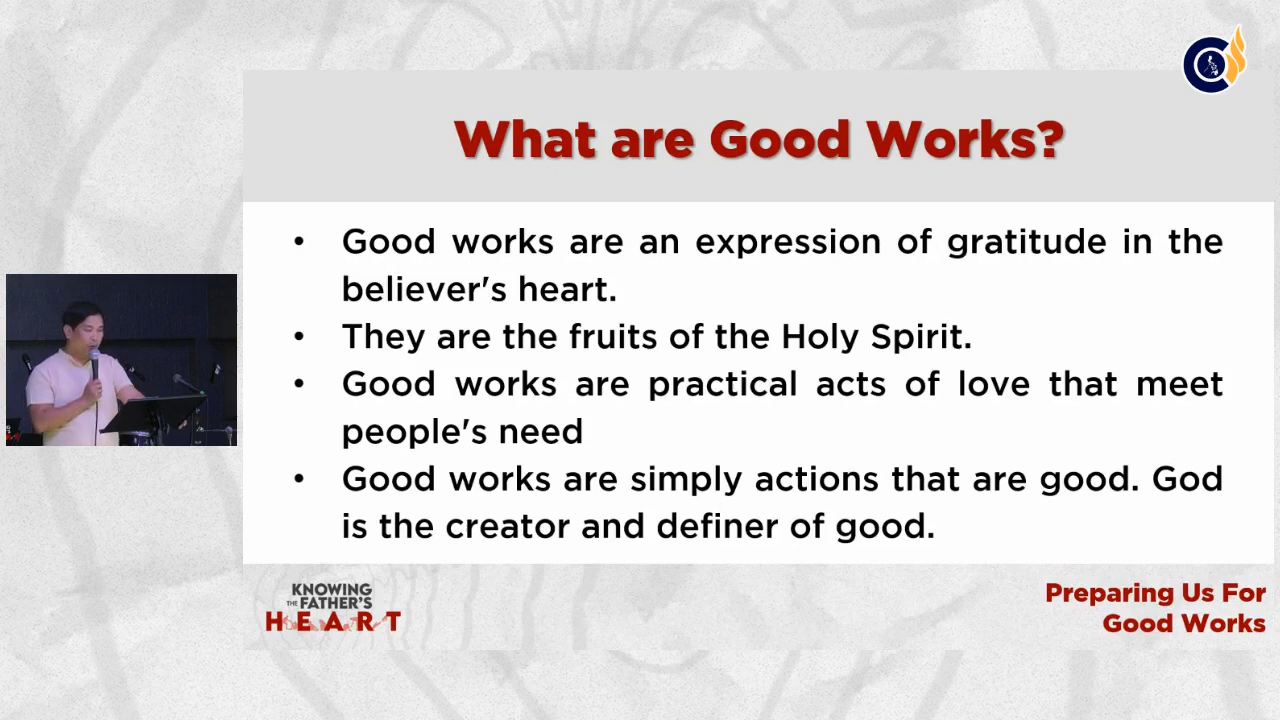 What are Good Works?
• Good works are an expression of gratitude in the
believer's heart.
• They are the fruits of the Holy Spirit.
• Good works are practical acts of love that meet
people's need
• Good works are simply actions that are good. God
is the creator and definer of good.
KNOWING
THE FATHER'S
HEART
Preparing Us For
Good Works